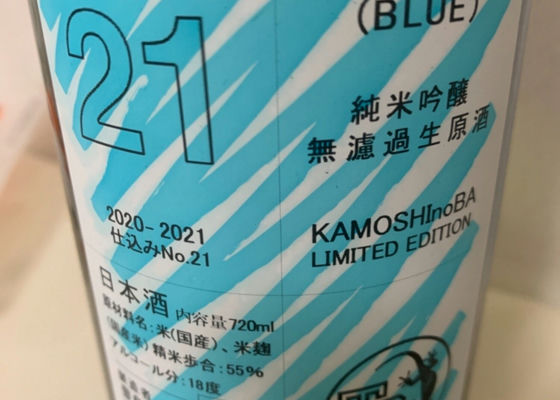 21
(BLUE)
純米吟醸
無濾過生原酒
2020-2021
仕込みNo.21
KAMOSHInoBA
LIMITED EDITION
日本酒 内容量720ml
原材料名:米(国産)、米麹
(国産米) 精米歩合:55%
アルコール分:18度